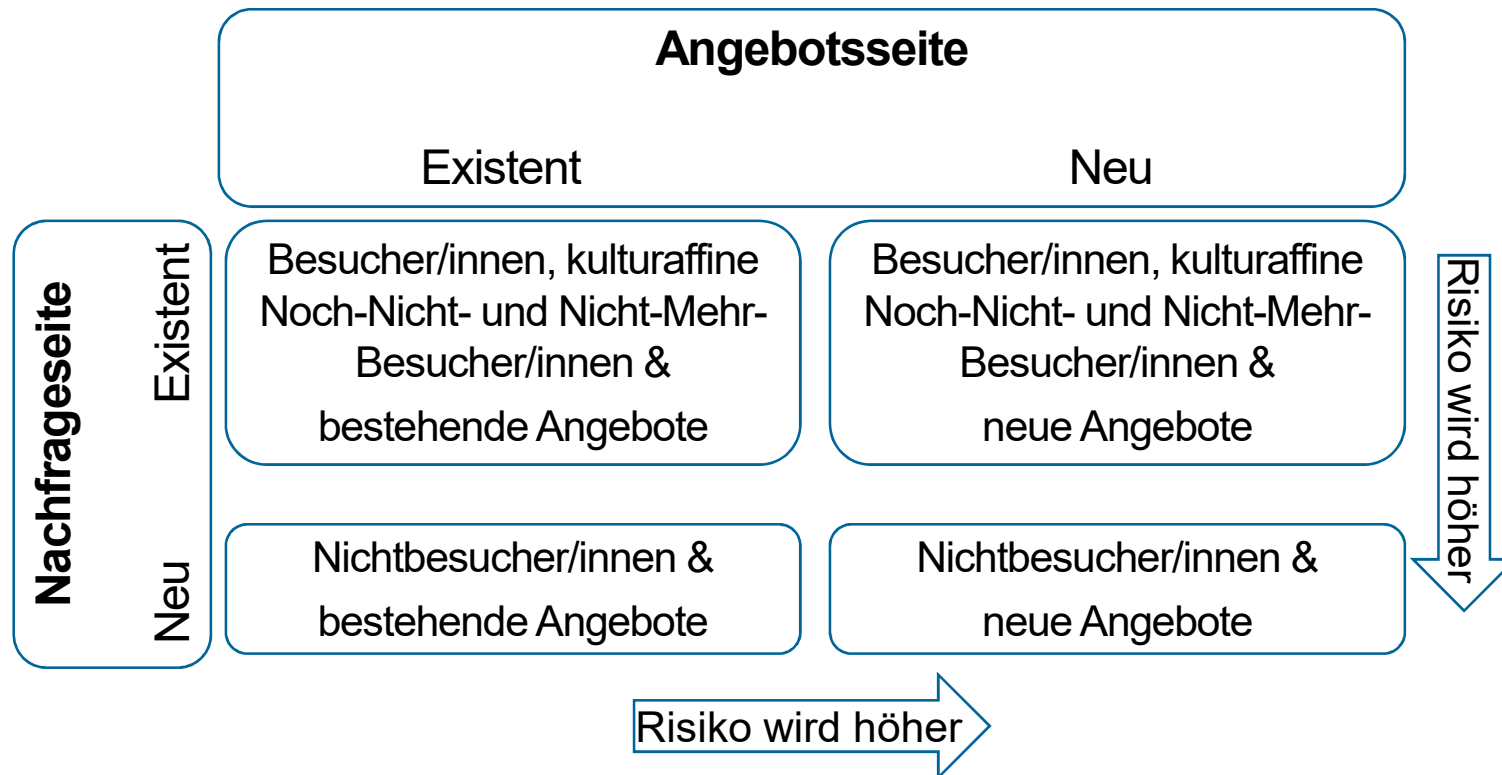 Angebotsseite
Existent
Neu
Nachfrageseite
Existent
Neu
Besucher/innen, kulturaffine
Noch-Nicht- und Nicht-Mehr-
Besucher/innen &
bestehende Angebote
Besucher/innen, kulturaffine
Noch-Nicht- und Nicht-Mehr-
Besucher/innen &
neue Angebote
Nichtbesucher/innen &
bestehende Angebote
Nichtbesucher/innen &
neue Angebote
Risiko wird höher
Risiko wird höher